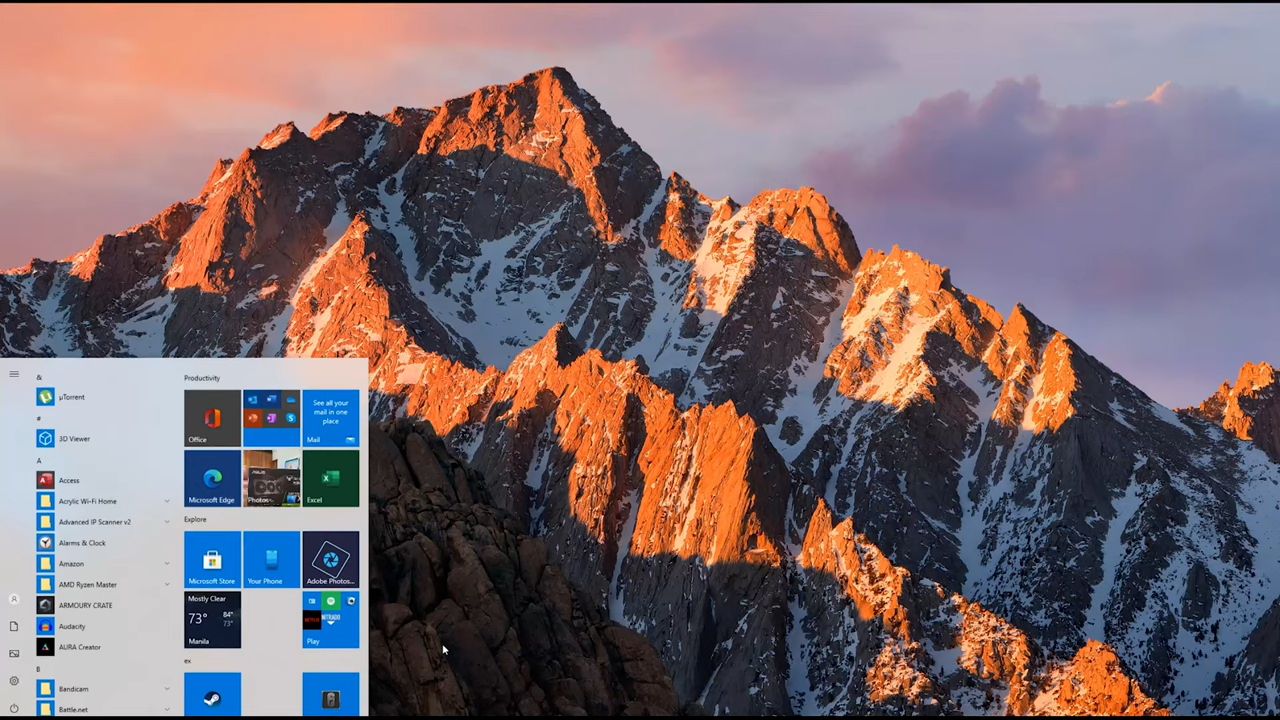 &
µTorrent
#
3D Viewer
A
Access
Acrylic Wi-Fi Home
Advanced IP Scanner v2
Alarms & Clock
Amazon
AMD Ryzen Master
ARMOURY CRATE
Audacity
AURA Creator
B
Bandicam
Battle.net
Productivity
Office
See all your
mail in one
place
Mail
Microsoft Edge
Photos
Excel
Explore
Microsoft Store
Your Phone
Adobe Photos...
Mostly Clear
73°
84°
73°
Manila
NETFLIX
NITRADO
Play
ex